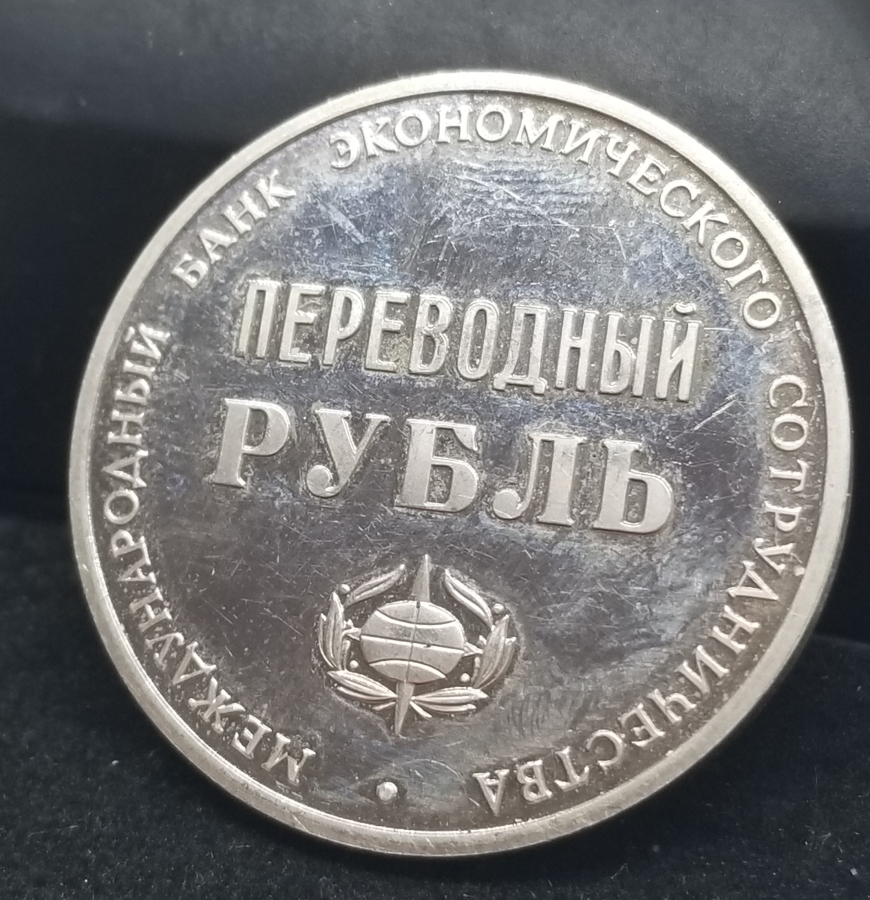 МЕЖДУНАРОДНЫЙ БАНК ЭКОНОМИЧЕСКОГО СОТРУДНИЧЕСТВА
ПЕРЕВОДНЫЙ
РУБЛЬ